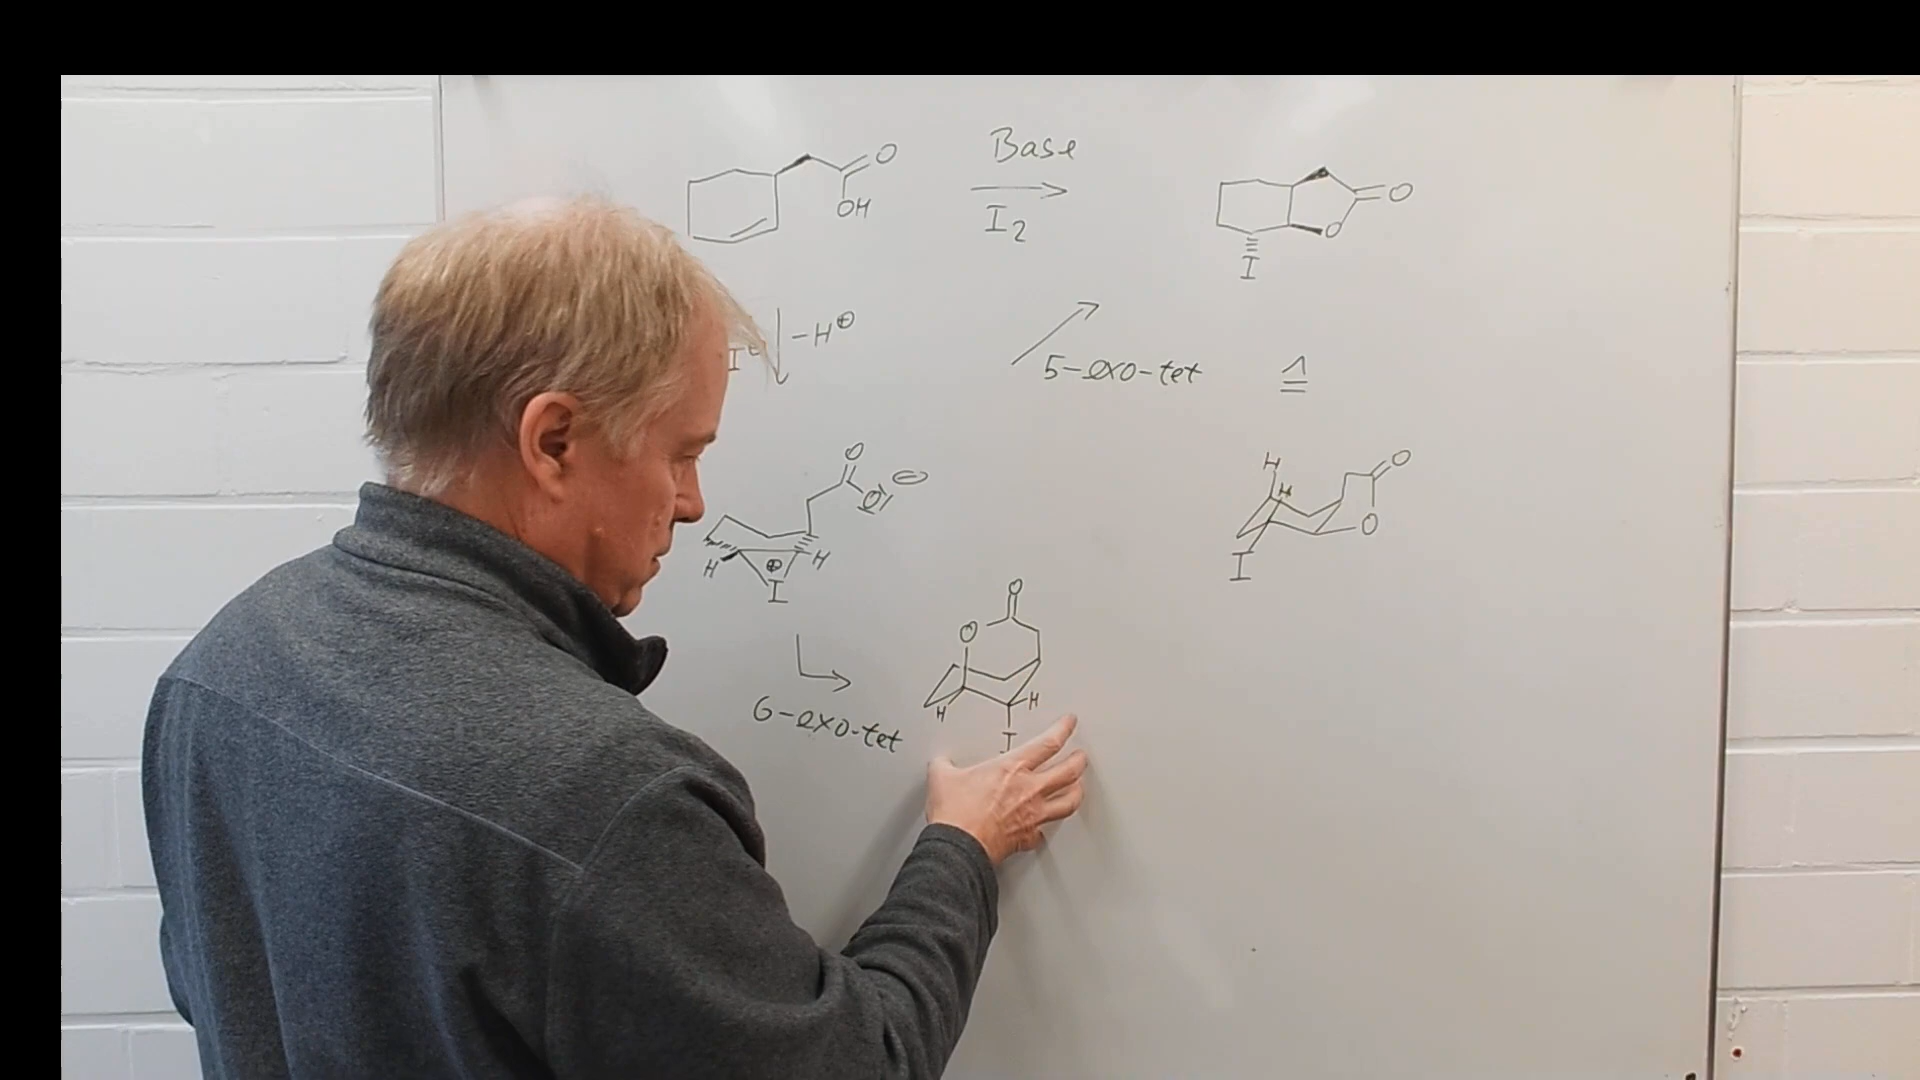 Base
I2
O
OH
O
O
I
I⊕
-H⊕
5-exo-tet
≙
O
O ⊖
H
⊕
H
I
H
H
O
O
I
6-exo-tet
O
O
H
H
I